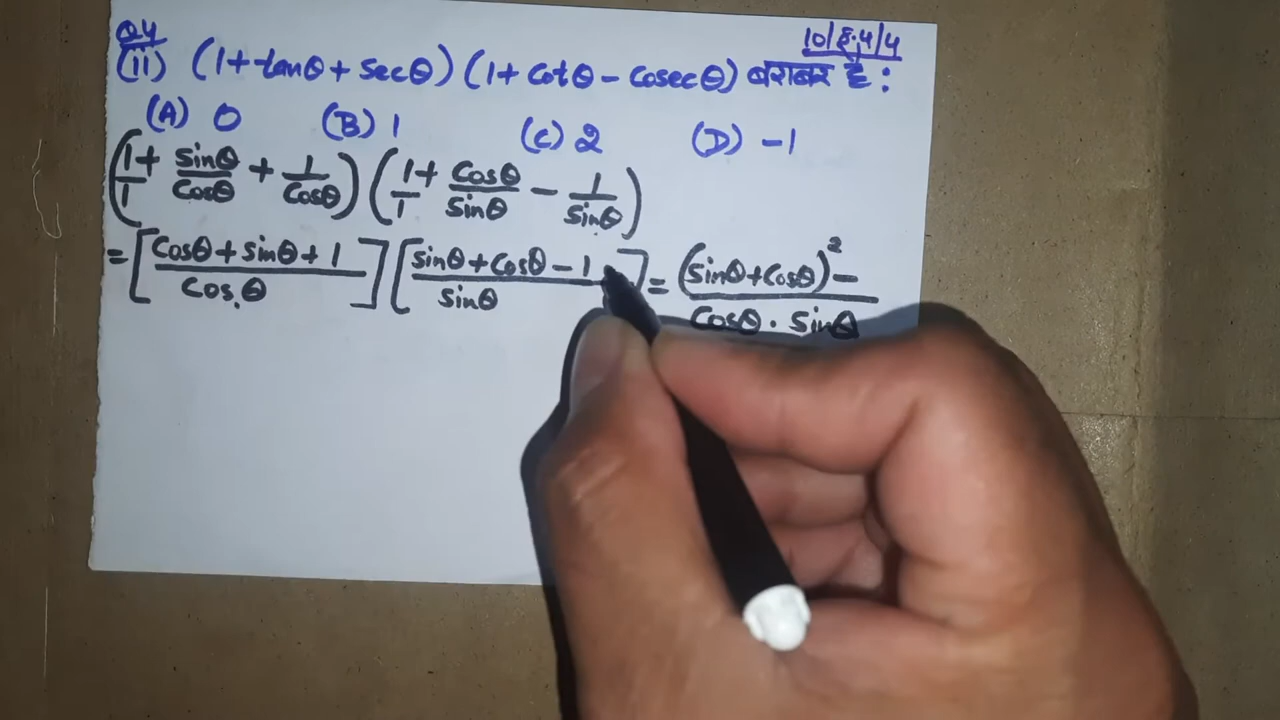 Q4
10/8.4/4
(ii) (1+tanθ+secθ)(1+cotθ-cosecθ) बराबर है:
(A) 0 (B) 1 (C) 2 (D) -1
(1/1 + sinθ/cosθ + 1/cosθ)(1/1 + cosθ/sinθ - 1/sinθ)
= [cosθ+sinθ+1/cosθ][sinθ+cosθ-1/sinθ] = (sinθ+cosθ)²-/cosθ·sinθ